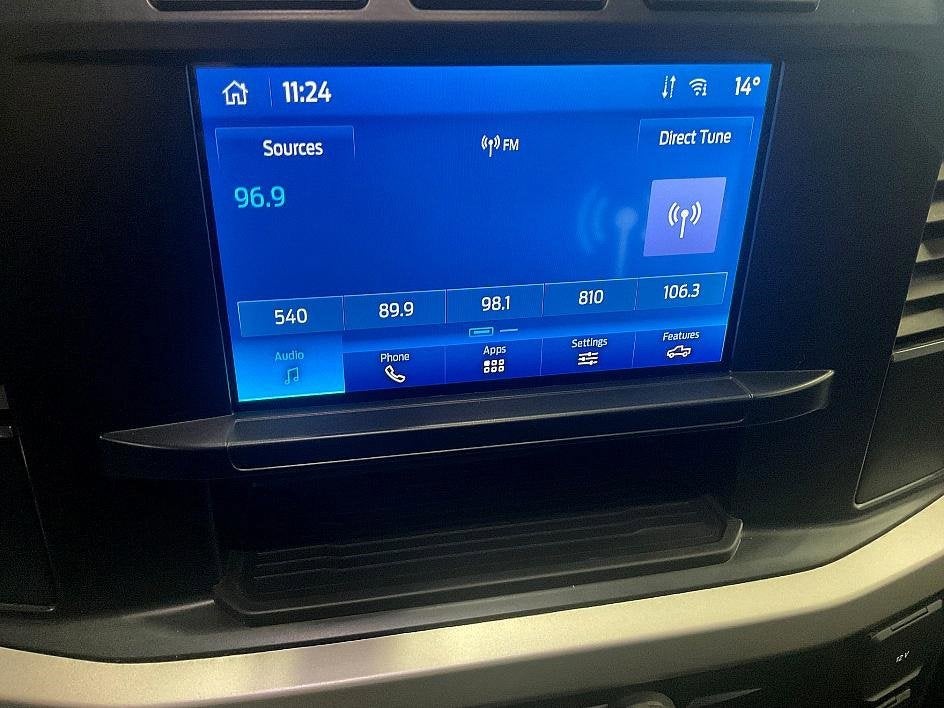 11:24
14°
Sources
FM
Direct Tune
96.9
540
89.9
98.1
810
106.3
Audio
Phone
Apps
Settings
Features
12 V